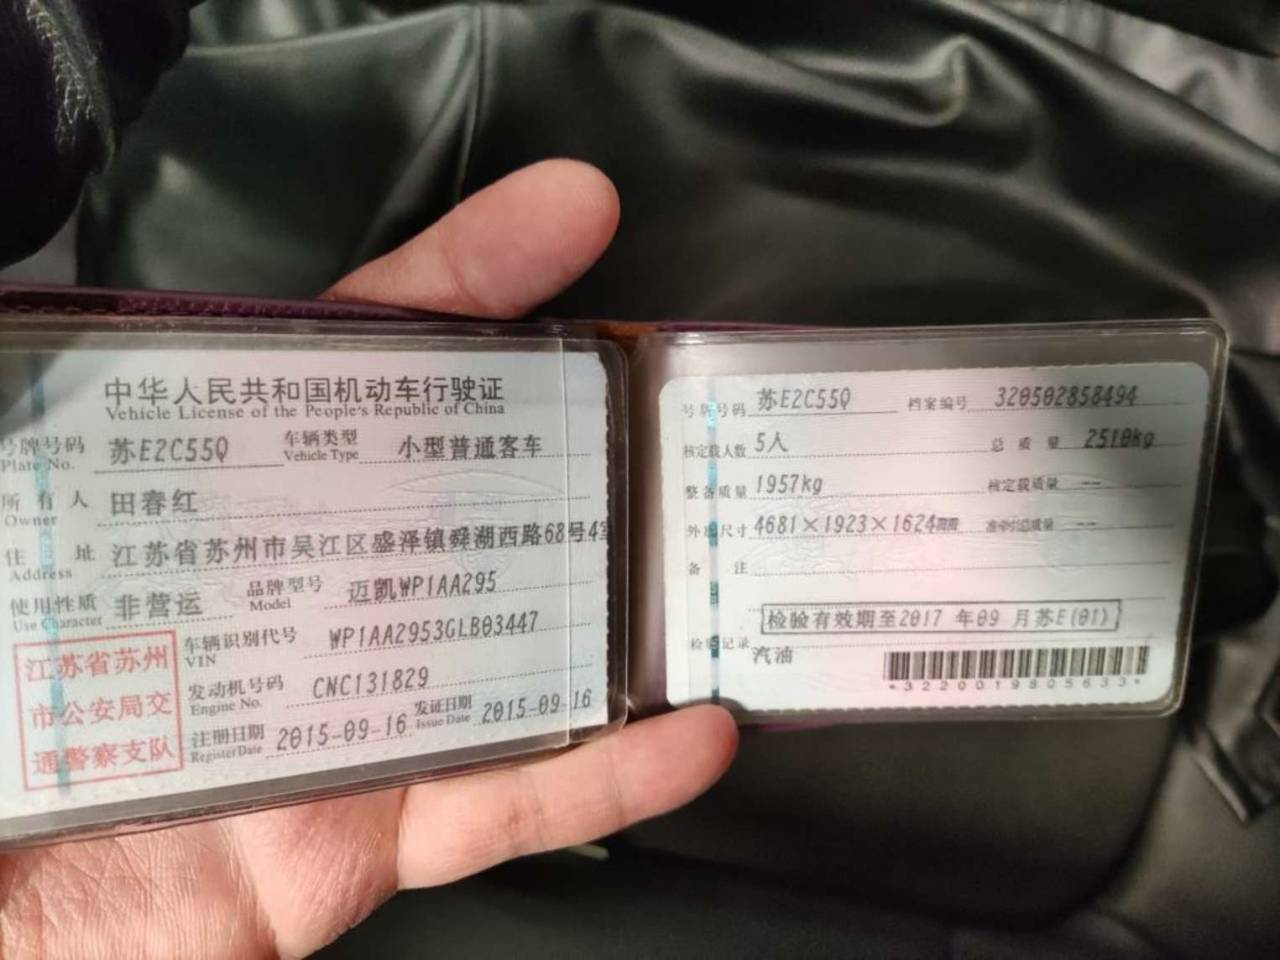 中华人民共和国机动车行驶证
Vehicle License of the People's Republic of China
号牌号码 苏E2C55Q 车辆类型 小型普通客车
Plate No. Vehicle Type
所有人 田春红
Owner
住址 江苏省苏州市吴江区盛泽镇舜湖西路68号4室
Address
使用性质 非营运 品牌型号 迈凯WP1AA295
Use Character Model
车辆识别代号 WP1AA2953GLB03447
VIN
发动机号码 CNC131829
Engine No.
注册日期 2015-09-16 发证日期 2015-09-16
Register Date Issue Date
江苏省苏州
市公安局交
通警察支队
号牌号码 苏E2C55Q 档案编号 320502858494
核定载人数 5人 总质量 2510kg
整备质量 1957kg 核定载质量 --
外廓尺寸 4681×1923×1624mm 准牵引总质量 --
备注
检验有效期至2017年09月苏E(01)
检验记录
汽油
*3220019805633*